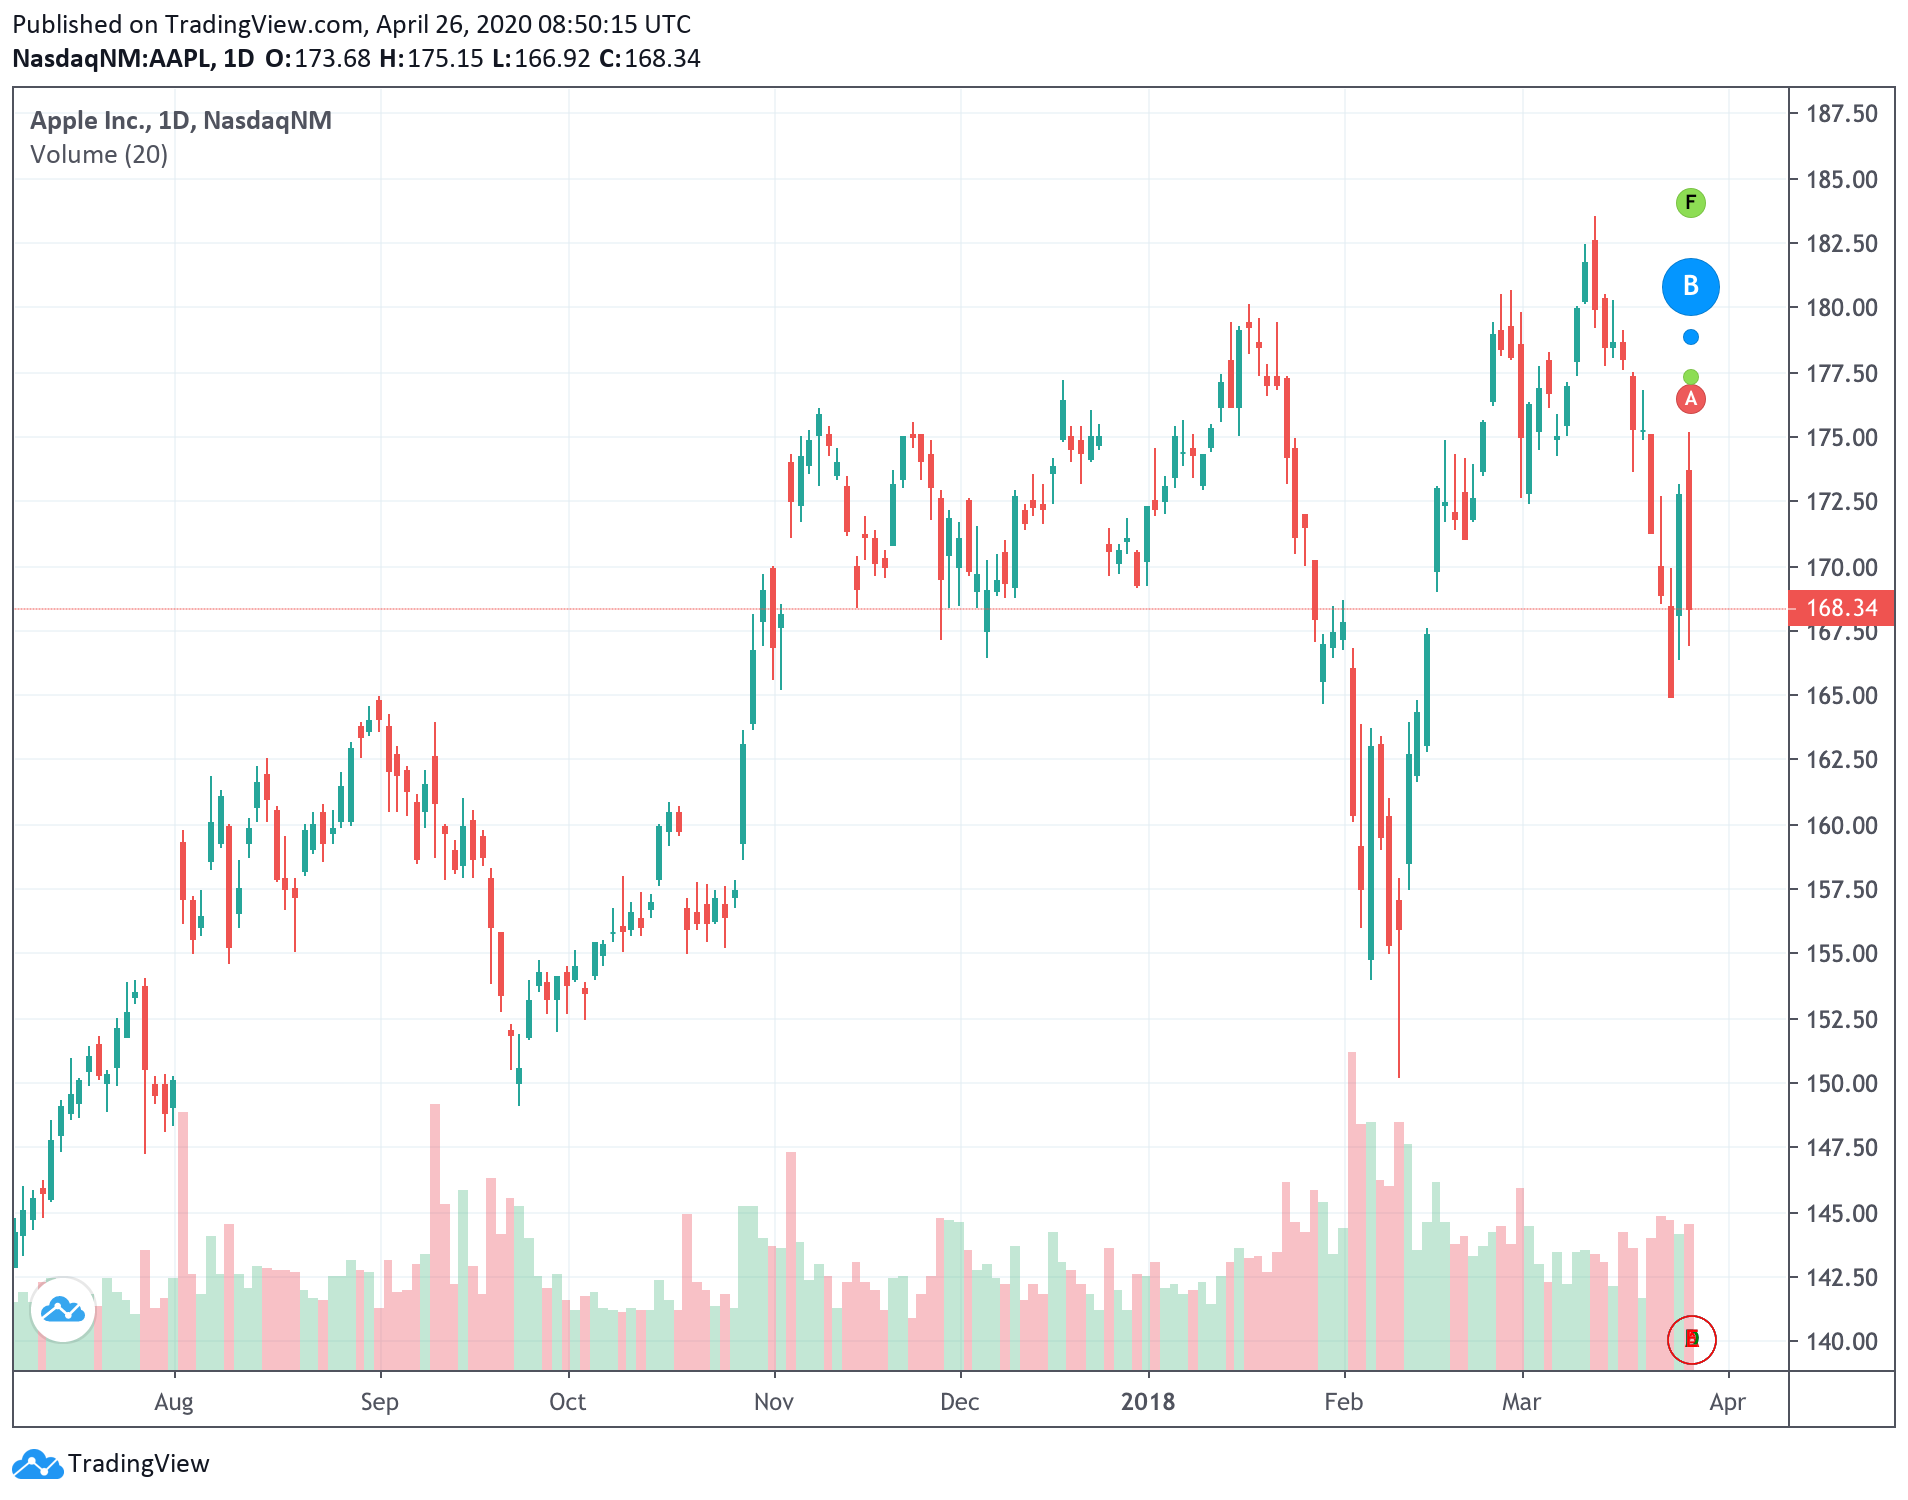 Published on TradingView.com, April 26, 2020 08:50:15 UTC
NasdaqNM:AAPL, 1D O:173.68 H:175.15 L:166.92 C:168.34
Apple Inc., 1D, NasdaqNM
Volume (20)
187.50
185.00
F
182.50
B
180.00
177.50
A
175.00
172.50
170.00
168.34
167.50
165.00
162.50
160.00
157.50
155.00
152.50
150.00
147.50
145.00
142.50
140.00
Aug Sep Oct Nov Dec 2018 Feb Mar Apr
TradingView